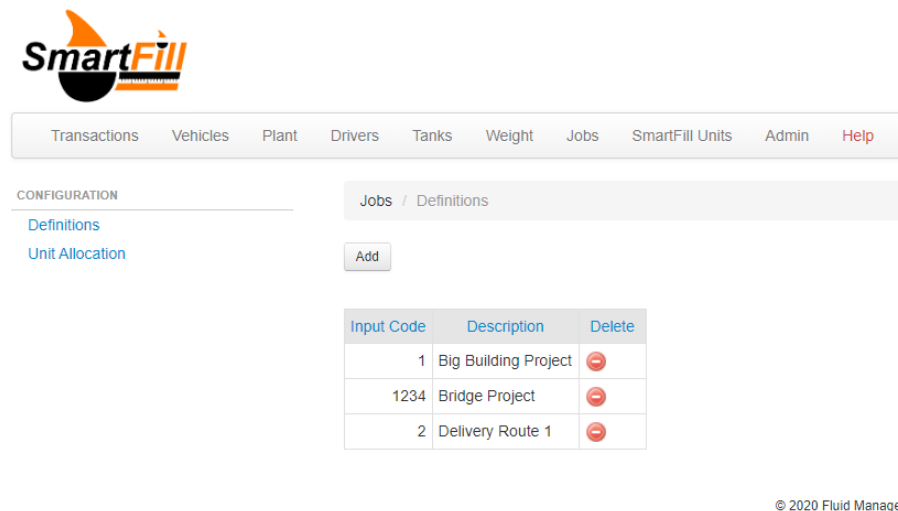 SmartFill
Transactions Vehicles Plant Drivers Tanks Weight Jobs SmartFill Units Admin Help
CONFIGURATION
Definitions
Unit Allocation
Jobs / Definitions
Add
Input Code Description Delete
1 Big Building Project
1234 Bridge Project
2 Delivery Route 1
© 2020 Fluid Manage